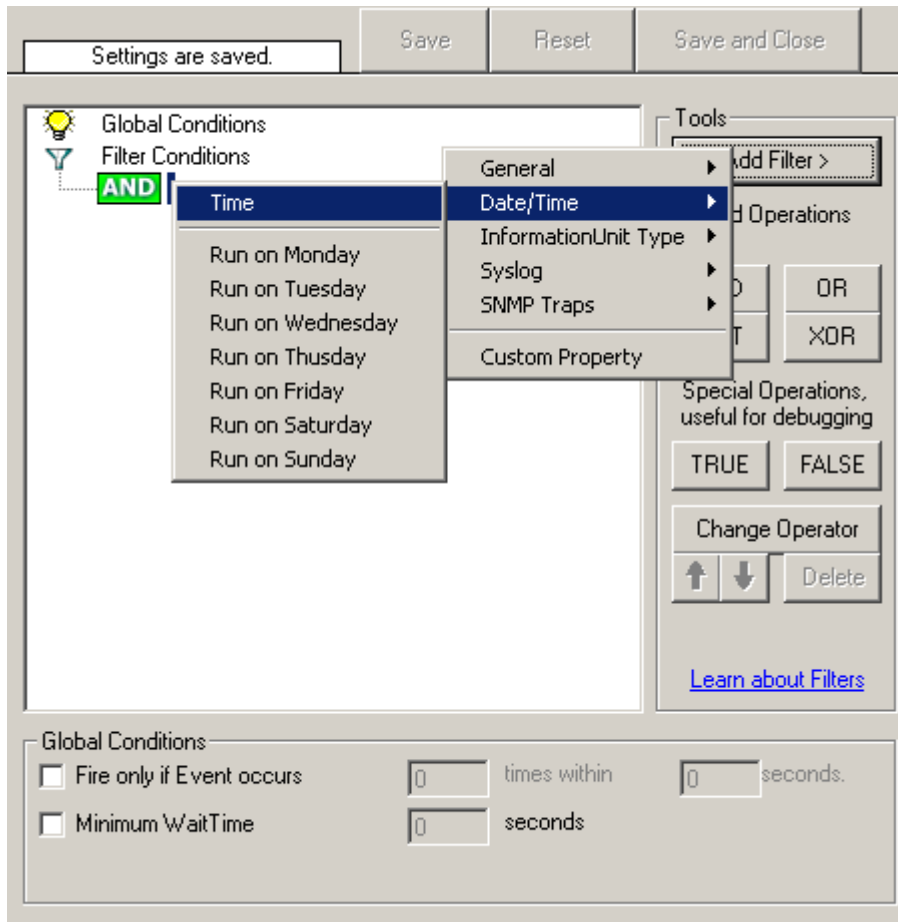 Settings are saved.
Save
Reset
Save and Close
Global Conditions
Filter Conditions
AND
Time
Run on Monday
Run on Tuesday
Run on Wednesday
Run on Thusday
Run on Friday
Run on Saturday
Run on Sunday
General
Date/Time
InformationUnit Type
Syslog
SNMP Traps
Custom Property
Tools
Filter >
Operations
OR
XOR
Special Operations,
useful for debugging
TRUE
FALSE
Change Operator
Delete
Learn about Filters
Global Conditions
Fire only if Event occurs
0
times within
0
seconds.
Minimum WaitTime
0
seconds